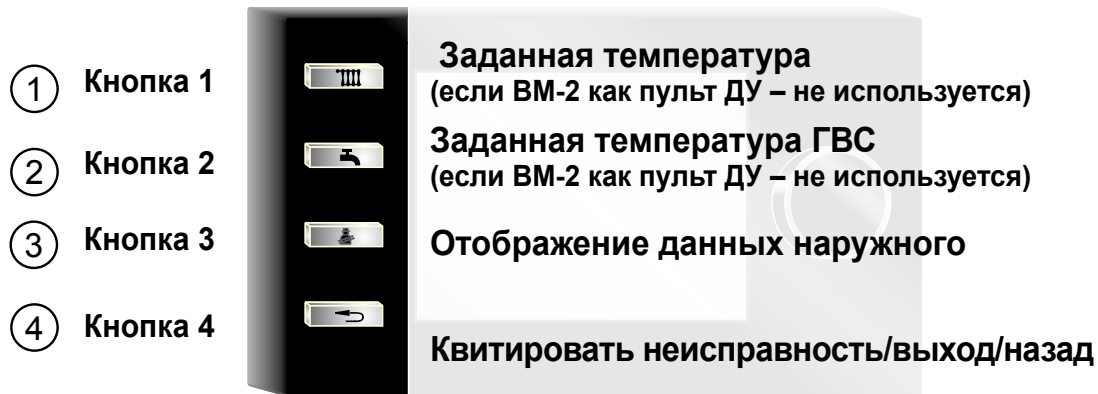 1 Кнопка 1 Заданная температура
(если ВМ-2 как пульт ДУ – не используется)
2 Кнопка 2 Заданная температура ГВС
(если ВМ-2 как пульт ДУ – не используется)
3 Кнопка 3 Отображение данных наружного
4 Кнопка 4 Квитировать неисправность/выход/назад